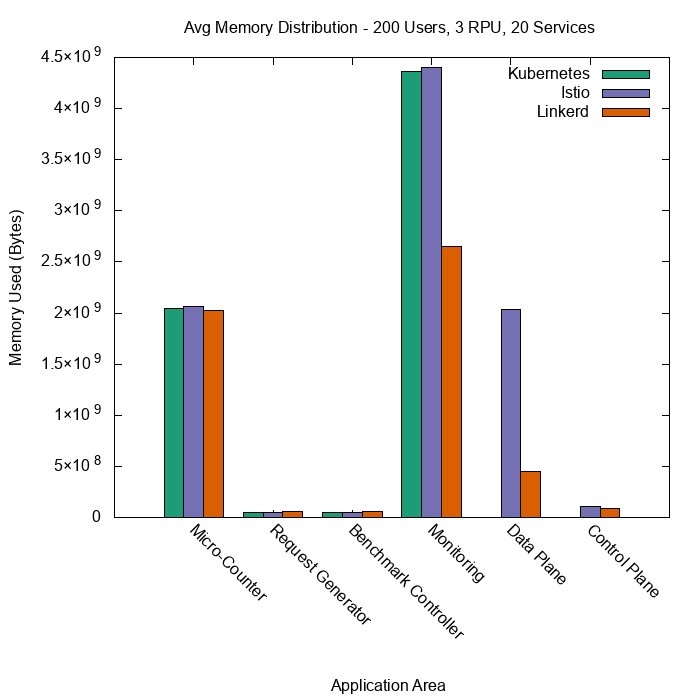 Avg Memory Distribution - 200 Users, 3 RPU, 20 Services
Kubernetes
Istio
Linkerd
4.5×10⁹
4×10⁹
3.5×10⁹
3×10⁹
2.5×10⁹
2×10⁹
1.5×10⁹
1×10⁹
5×10⁸
0
Memory Used (Bytes)
Micro-Counter
Request Generator
Benchmark Controller
Monitoring
Data Plane
Control Plane
Application Area